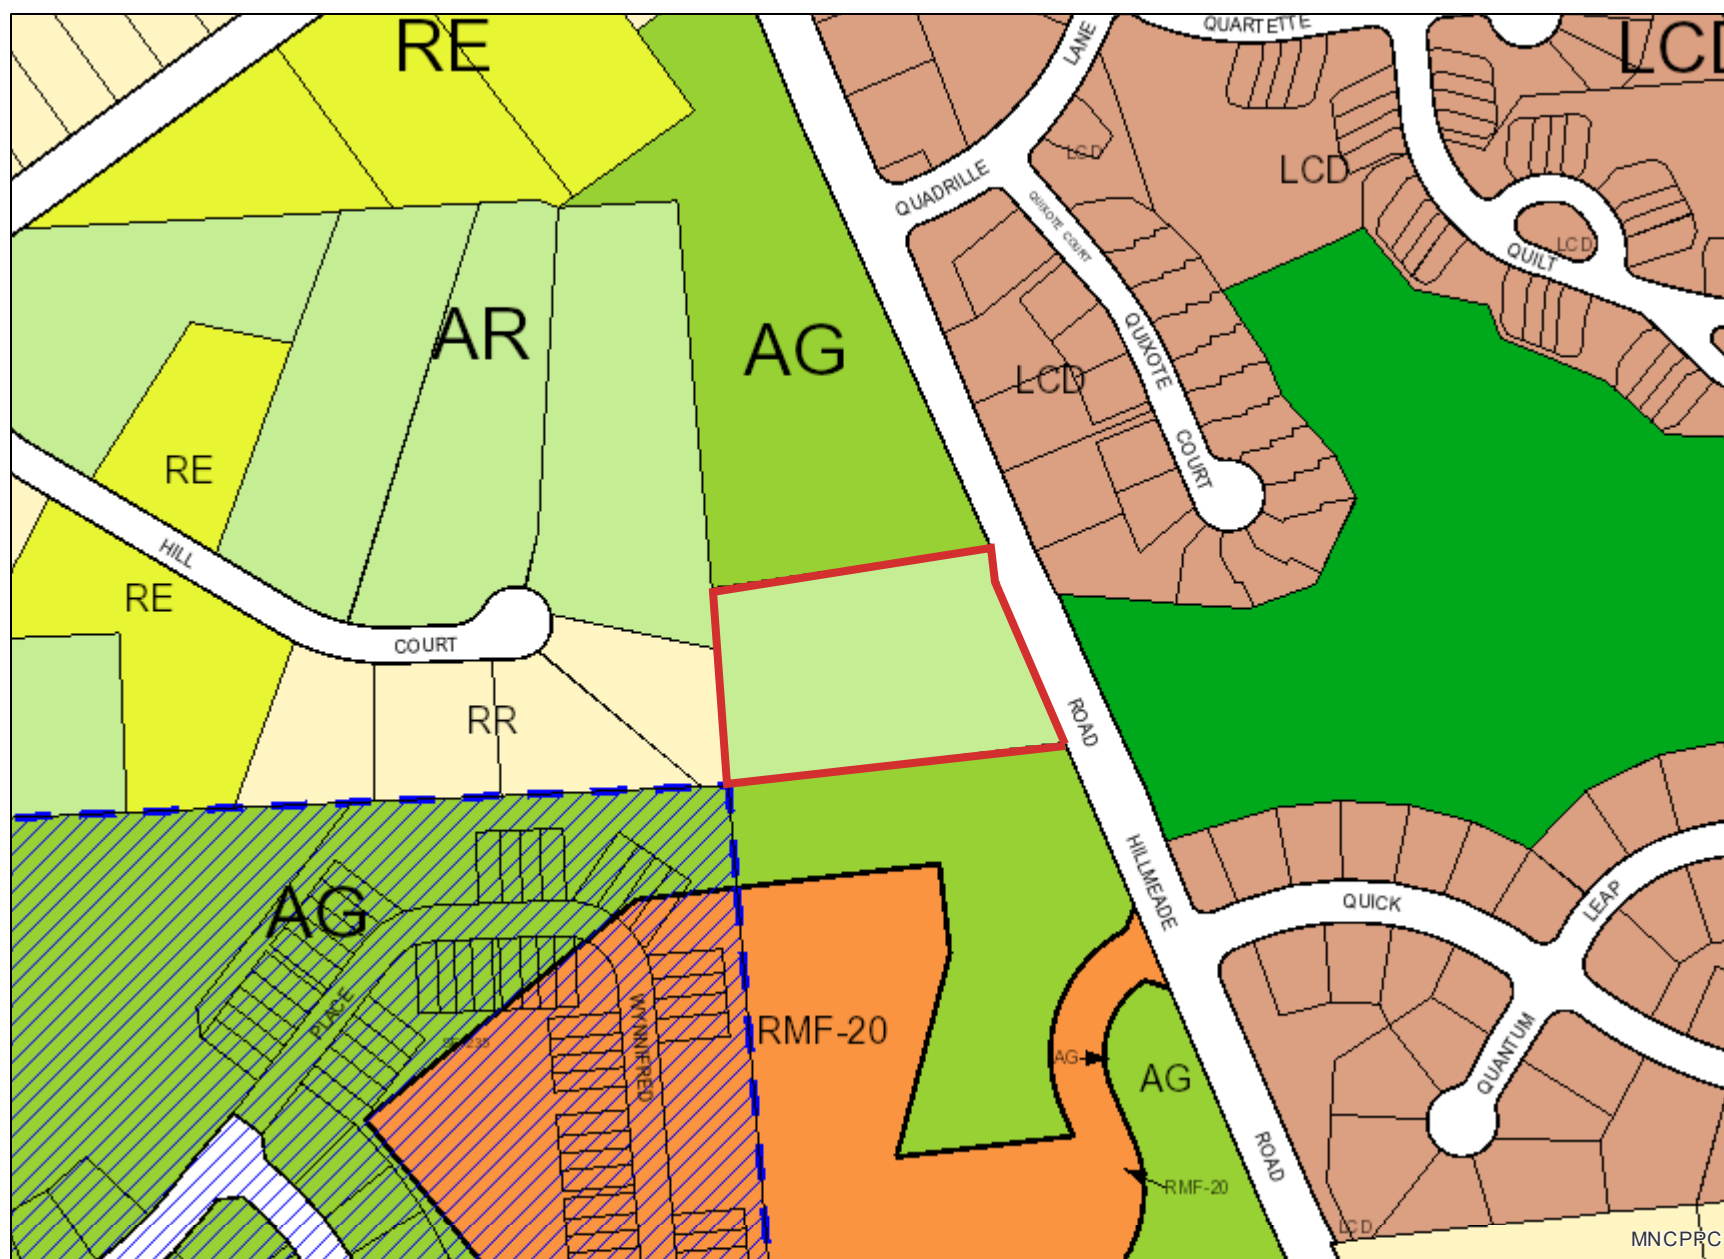 QUARTETTE
RE
LCD
LANE
LCD
LCD
QUADRILLE
QUIXOTE COURT
LCD
QUILT
AR
AG
QUIXOTE
LCD
RE
COURT
HILL
RE
COURT
RR
ROAD
HILLMEADE
AG
QUICK
LEAP
PLACE
WYNNIFRED
RMF-20
AG
AG
QUANTUM
ROAD
RMF-20
LCD
MNCPPC